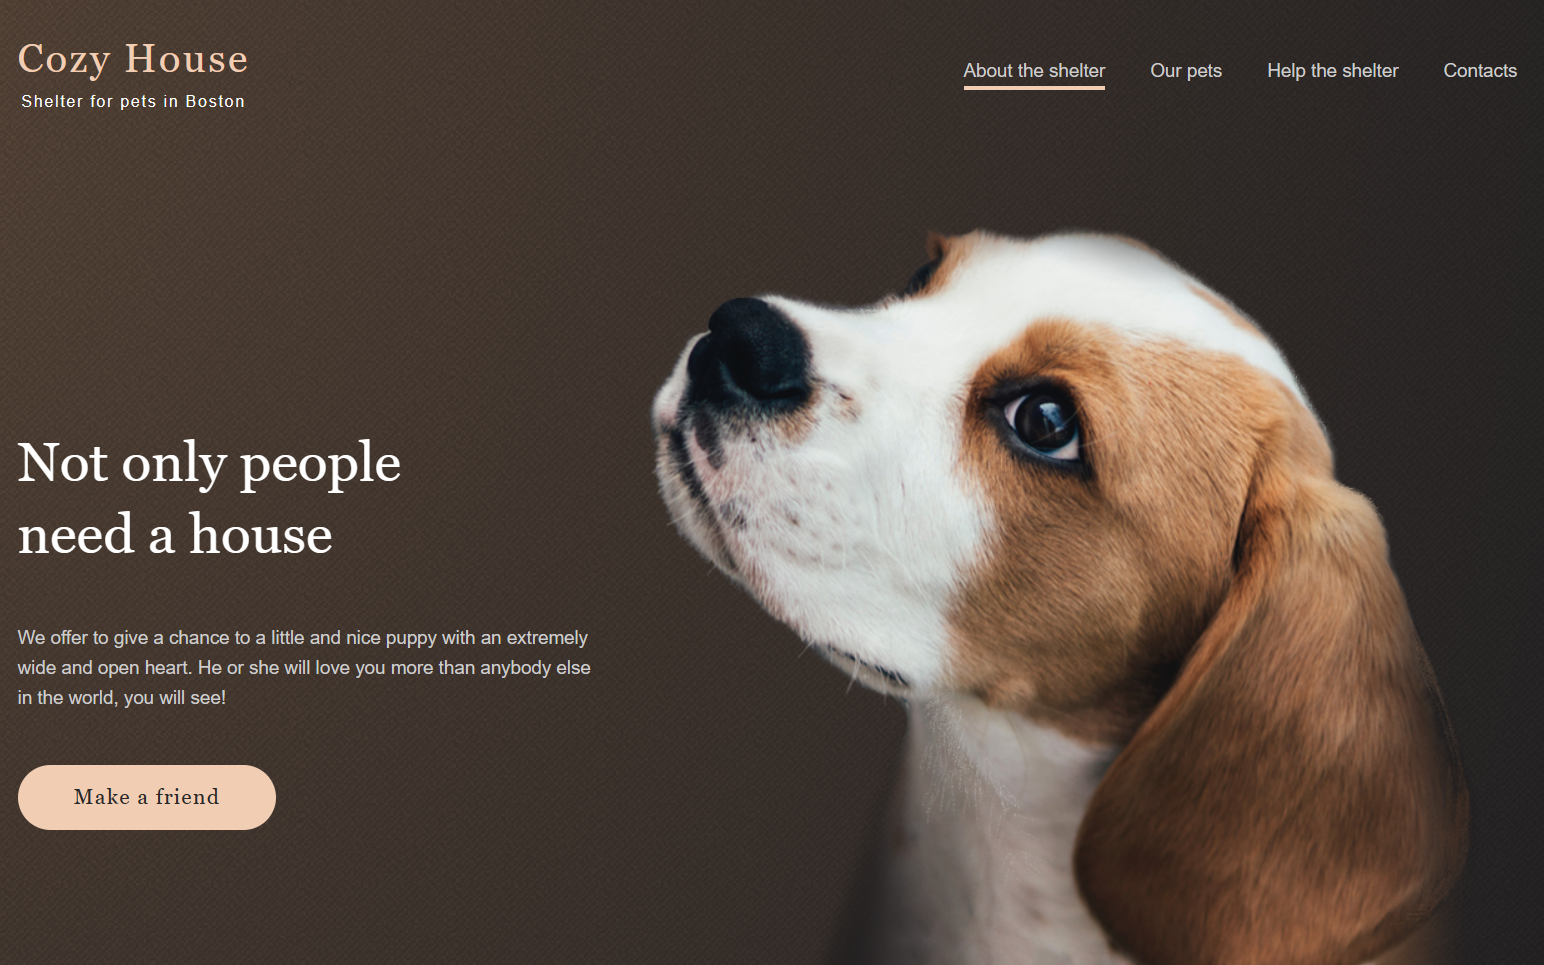 Cozy House
Shelter for pets in Boston
About the shelter
Our pets
Help the shelter
Contacts
Not only people
need a house
We offer to give a chance to a little and nice puppy with an extremely
wide and open heart. He or she will love you more than anybody else
in the world, you will see!
Make a friend